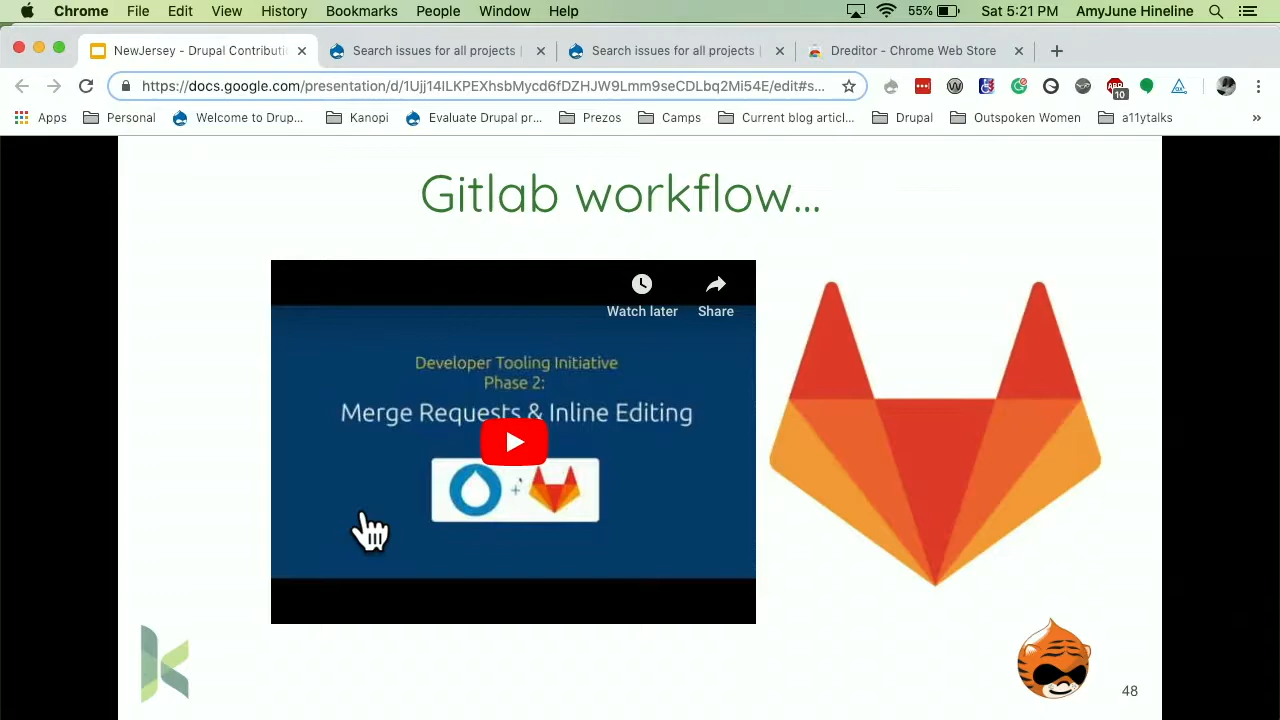 Chrome File Edit View History Bookmarks People Window Help 55% Sat 5:21 PM AmyJune Hineline
NewJersey - Drupal Contributi Search issues for all projects | Search issues for all projects | Dreditor - Chrome Web Store
https://docs.google.com/presentation/d/1Ujj14ILKPEXhsbMycd6fDZHJW9Lmm9seCDLbq2Mi54E/edit#s...
ABP 10
Apps Personal Welcome to Drup... Kanopi Evaluate Drupal pr... Prezos Camps Current blog articl... Drupal Outspoken Women a11ytalks »
Gitlab workflow...
Watch later Share
Developer Tooling Initiative
Phase 2:
Merge Requests & Inline Editing
+
48